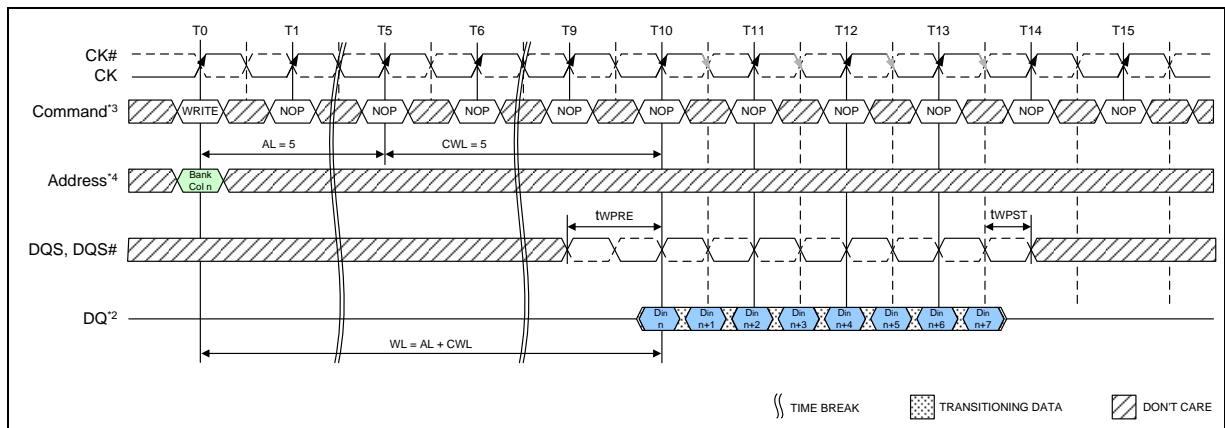 T0 T1 T5 T6 T9 T10 T11 T12 T13 T14 T15
CK#
CK
Command*3 WRITE NOP NOP NOP NOP NOP NOP NOP NOP NOP NOP
AL = 5 CWL = 5
Address*4 Bank
Col n
tWPRE tWPST
DQS, DQS#
DQ*2 Din Din Din Din Din Din Din Din
n n+1 n+2 n+3 n+4 n+5 n+6 n+7
WL = AL + CWL
TIME BREAK TRANSITIONING DATA DON'T CARE